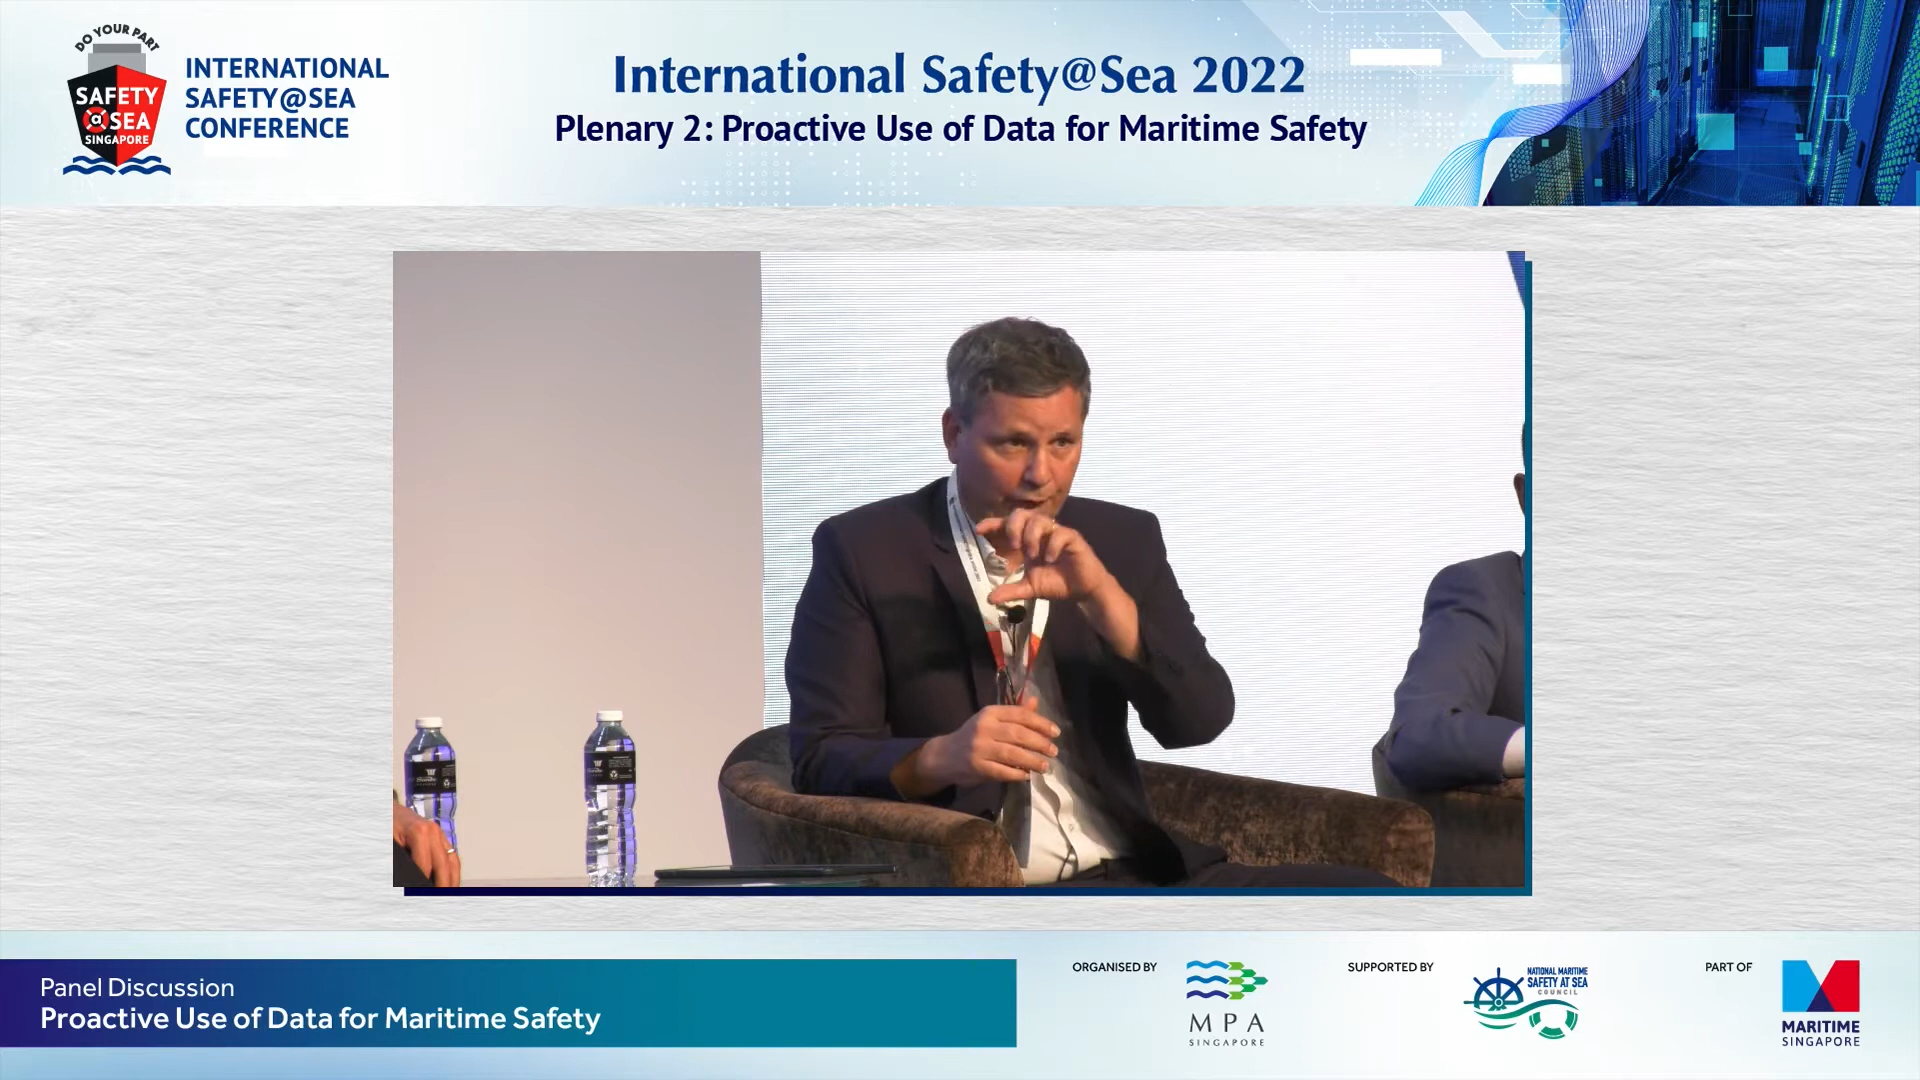 DO YOUR PART
SAFETY
@SEA
SINGAPORE
INTERNATIONAL
SAFETY@SEA
CONFERENCE
International Safety@Sea 2022
Plenary 2: Proactive Use of Data for Maritime Safety
Panel Discussion
Proactive Use of Data for Maritime Safety
ORGANISED BY
MPA
SINGAPORE
SUPPORTED BY
NATIONAL MARITIME
SAFETY AT SEA
COUNCIL
PART OF
MARITIME
SINGAPORE